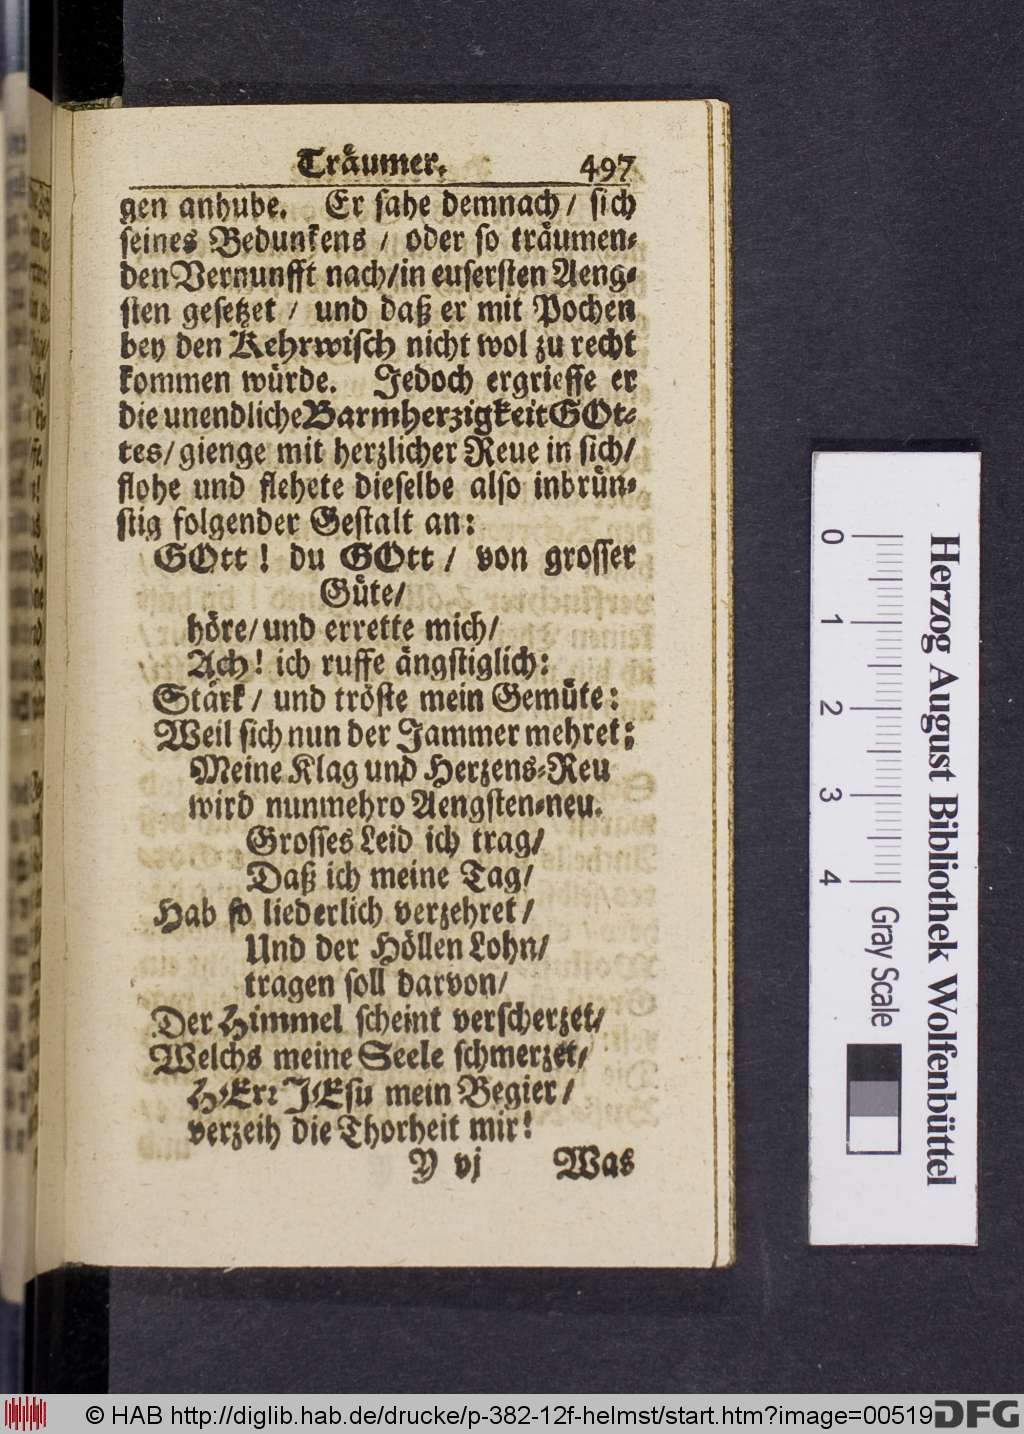 Träumer. 497
gen anhube. Er sahe demnach/ sich
seines Bedunkens / oder so träumen-
den Vernunfft nach/ in eusersten Aeng-
sten gesetzet / und daß er mit Pochen
bey den Kehrwisch nicht wol zu recht
kommen würde. Jedoch ergrieffe er
die unendliche Barmherzigkeit GOt-
tes/ gienge mit herzlicher Reue in sich/
flohe und flehete dieselbe also inbrün-
stig folgender Gestalt an:
GOtt! du GOtt / von grosser
Güte/
höre/ und errette mich/
Ach! ich ruffe ängstiglich:
Stärk / und tröste mein Gemüte:
Weil sich nun der Jammer mehret;
Meine Klag und Herzens-Reu
wird nunmehro Aengsten-neu.
Grosses Leid ich trag/
Daß ich meine Tag/
Hab so liederlich verzehret /
Und der Höllen Lohn/
tragen soll darvon/
Der Himmel scheint verscherzet/
Welchs meine Seele schmerzet/
HErr JEsu mein Begier /
verzeih die Thorheit mir!
Y vj Was
0 1 2 3 4
Gray Scale
Herzog August Bibliothek Wolfenbüttel
© HAB http://diglib.hab.de/drucke/p-382-12f-helmst/start.htm?image=00519
DFG